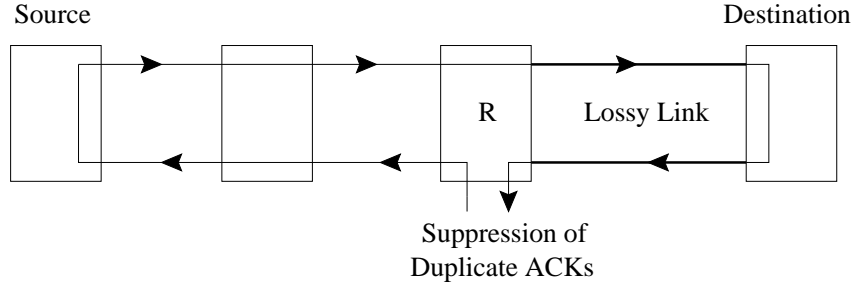 Source
Destination
R
Lossy Link
Suppression of
Duplicate ACKs